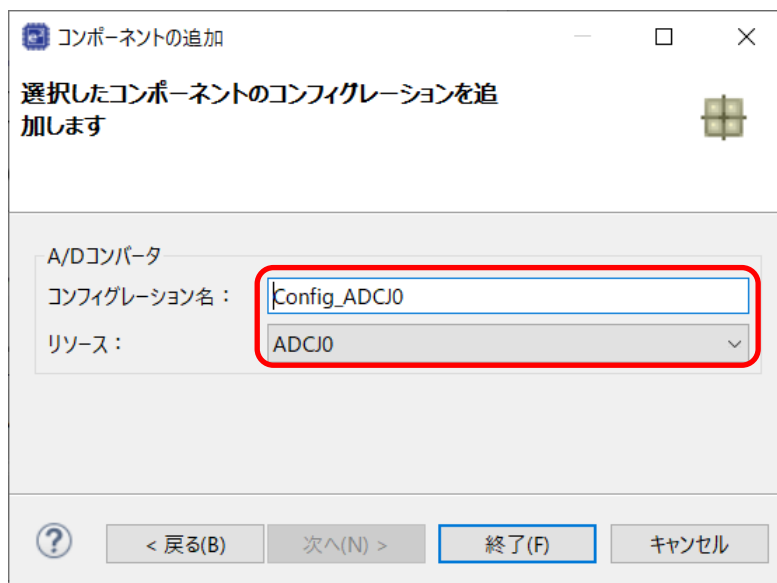 コンポーネントの追加
選択したコンポーネントのコンフィグレーションを追
加します
A/Dコンバータ
コンフィグレーション名： Config_ADCJ0
リソース： ADCJ0
< 戻る(B) 次へ(N) > 終了(F) キャンセル